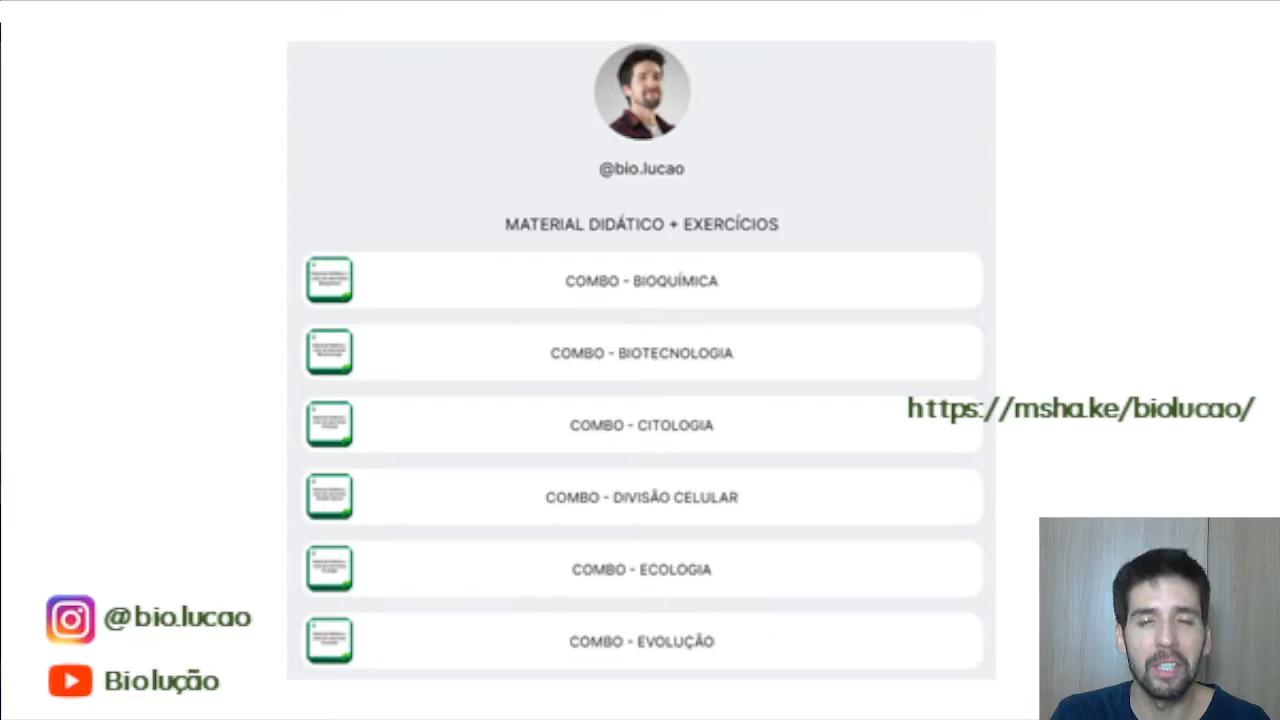 @bio.lucao
MATERIAL DIDÁTICO + EXERCÍCIOS
COMBO - BIOQUÍMICA
COMBO - BIOTECNOLOGIA
https://msha.ke/biolucao/
COMBO - CITOLOGIA
COMBO - DIVISÃO CELULAR
COMBO - ECOLOGIA
COMBO - EVOLUÇÃO
@bio.lucao
Biolução